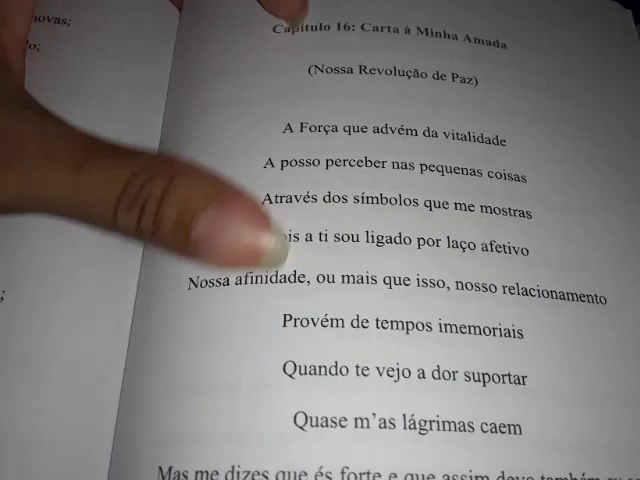 novas;
Capítulo 16: Carta à Minha Amada
(Nossa Revolução de Paz)
A Força que advém da vitalidade
A posso perceber nas pequenas coisas
Através dos símbolos que me mostras
a ti sou ligado por laço afetivo
Nossa afinidade, ou mais que isso, nosso relacionamento
Provém de tempos imemoriais
Quando te vejo a dor suportar
Quase m'as lágrimas caem
Mas me dizes que és forte e que assim devo também